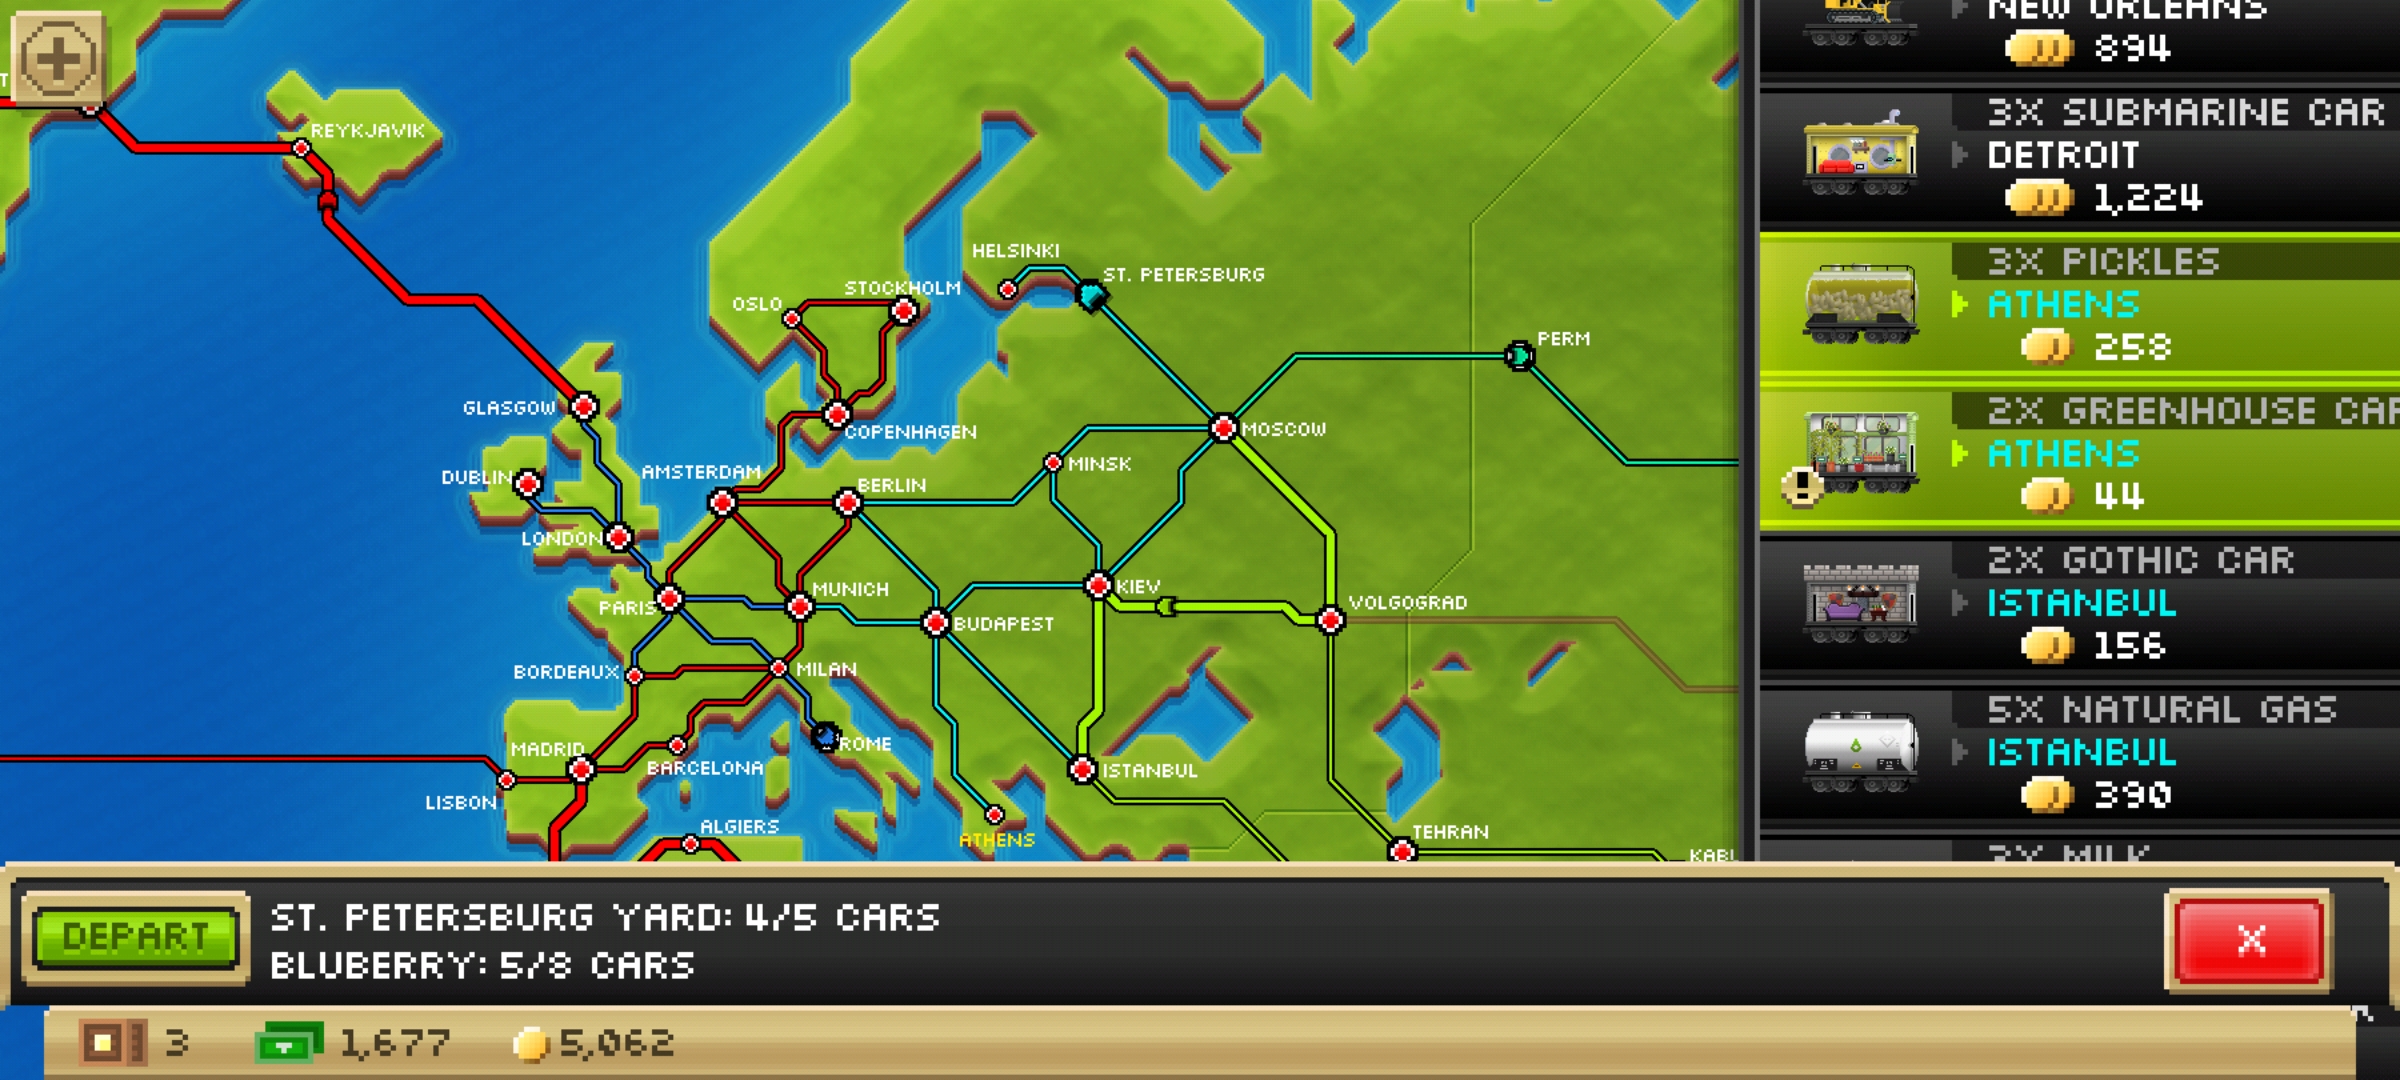 NEW ORLEANS
894
3X SUBMARINE CAR
DETROIT
1,224
3X PICKLES
ATHENS
258
2X GREENHOUSE CAR
ATHENS
44
2X GOTHIC CAR
ISTANBUL
156
5X NATURAL GAS
ISTANBUL
390
3X MILK
REYKJAVIK
HELSINKI
ST. PETERSBURG
STOCKHOLM
OSLO
PERM
GLASGOW
COPENHAGEN
MOSCOW
MINSK
AMSTERDAM
DUBLIN
BERLIN
LONDON
MUNICH
KIEV
PARIS
VOLGOGRAD
BUDAPEST
BORDEAUX
MILAN
ROME
MADRID
BARCELONA
ISTANBUL
LISBON
ALGIERS
ATHENS
TEHRAN
DEPART
ST. PETERSBURG YARD: 4/5 CARS
BLUBERRY: 5/8 CARS
X
3
1,677
5,062